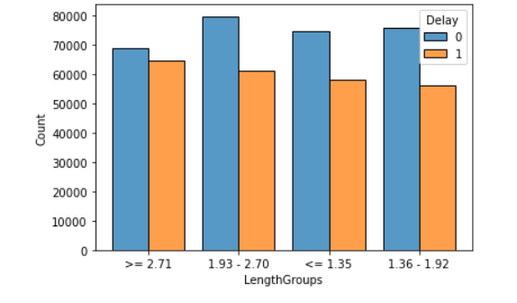 80000
70000
60000
50000
40000
30000
20000
10000
0
Count
Delay
0
1
>= 2.71
1.93 - 2.70
<= 1.35
1.36 - 1.92
LengthGroups